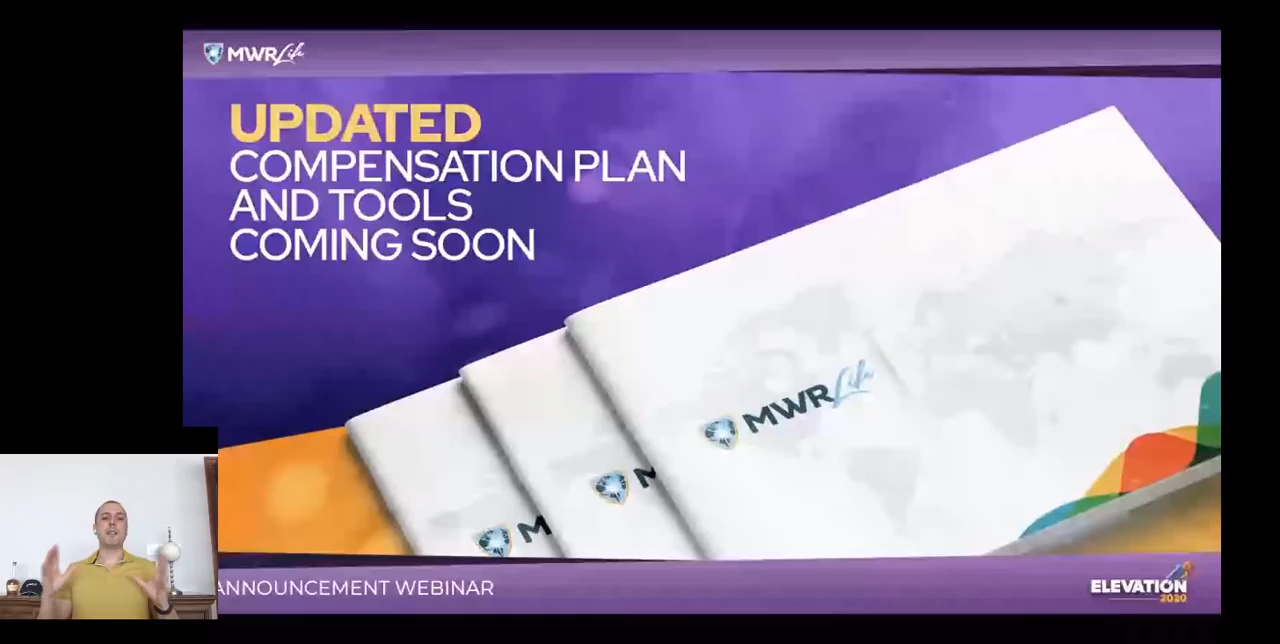 MWRLife
UPDATED
COMPENSATION PLAN
AND TOOLS
COMING SOON
MWRLife
M
M
ANNOUNCEMENT WEBINAR
ELEVATION
2020